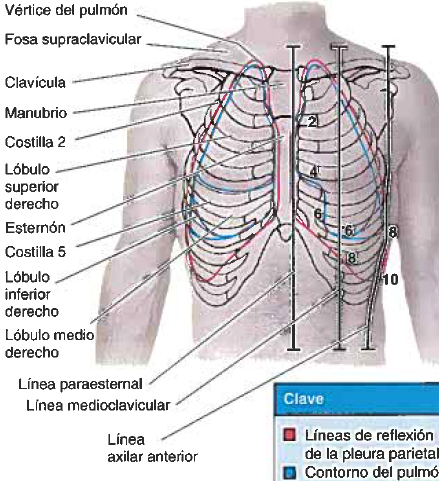 Vértice del pulmón
Fosa supraclavicular
Clavícula
Manubrio
Costilla 2
Lóbulo
superior
derecho
Esternón
Costilla 5
Lóbulo
inferior
derecho
Lóbulo medio
derecho
Línea paraesternal
Línea medioclavicular
Línea
axilar anterior
2
4
6
6
8
8
10
Clave
Líneas de reflexión
de la pleura parietal
Contorno del pulmó